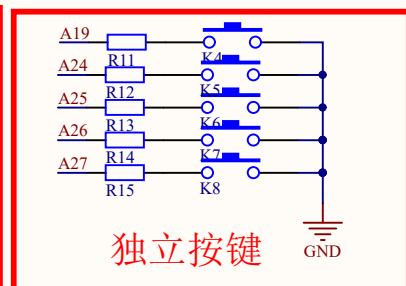 A19
R11
K4
A24
R12
K5
A25
R13
K6
A26
R14
K7
A27
R15
K8
独立按键
GND